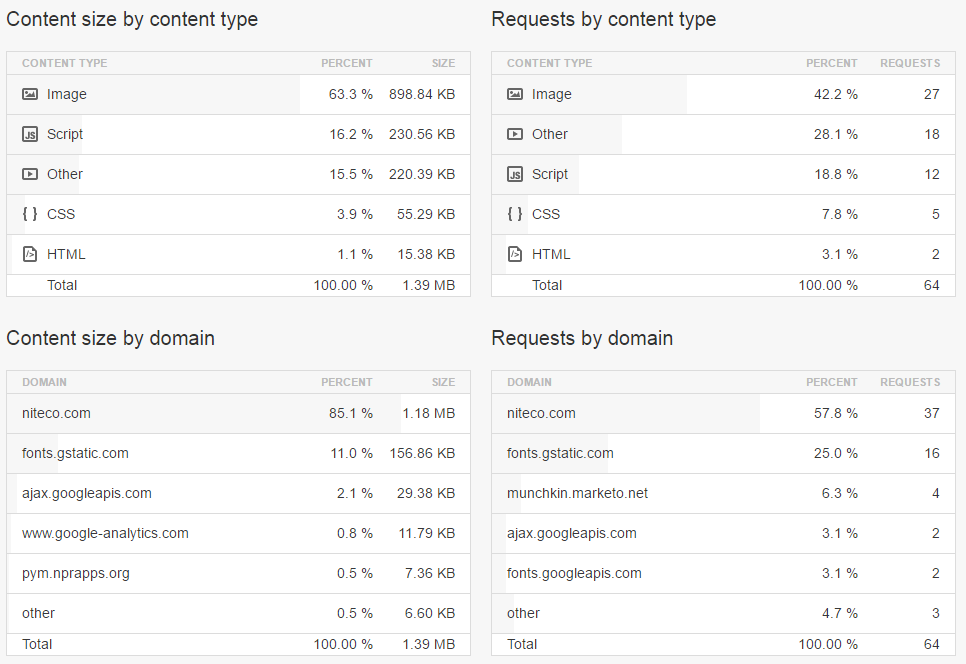 Content size by content type
CONTENT TYPE PERCENT SIZE
Image 63.3 % 898.84 KB
Script 16.2 % 230.56 KB
Other 15.5 % 220.39 KB
CSS 3.9 % 55.29 KB
HTML 1.1 % 15.38 KB
Total 100.00 % 1.39 MB
Requests by content type
CONTENT TYPE PERCENT REQUESTS
Image 42.2 % 27
Other 28.1 % 18
JS Script 18.8 % 12
CSS 7.8 % 5
HTML 3.1 % 2
Total 100.00 % 64
Content size by domain
DOMAIN PERCENT SIZE
niteco.com 85.1 % 1.18 MB
fonts.gstatic.com 11.0 % 156.86 KB
ajax.googleapis.com 2.1 % 29.38 KB
www.google-analytics.com 0.8 % 11.79 KB
pym.nprapps.org 0.5 % 7.36 KB
other 0.5 % 6.60 KB
Total 100.00 % 1.39 MB
Requests by domain
DOMAIN PERCENT REQUESTS
niteco.com 57.8 % 37
fonts.gstatic.com 25.0 % 16
munchkin.marketo.net 6.3 % 4
ajax.googleapis.com 3.1 % 2
fonts.googleapis.com 3.1 % 2
other 4.7 % 3
Total 100.00 % 64